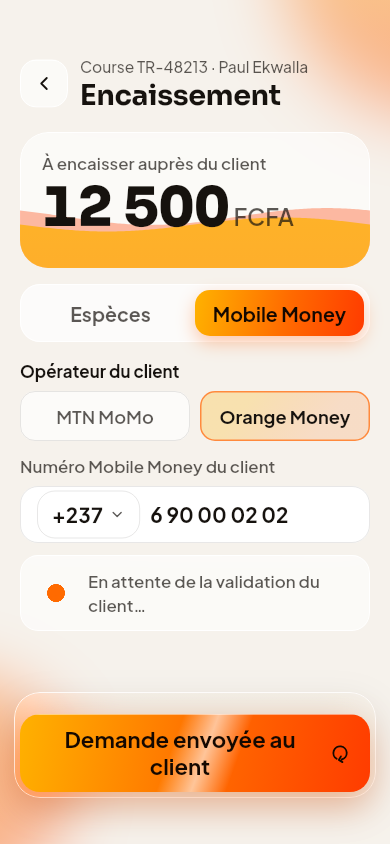 Course TR-48213 · Paul Ekwalla
Encaissement
À encaisser auprès du client
12 500 FCFA
Espèces
Mobile Money
Opérateur du client
MTN MoMo
Orange Money
Numéro Mobile Money du client
+237
6 90 00 02 02
En attente de la validation du
client…
Demande envoyée au
client